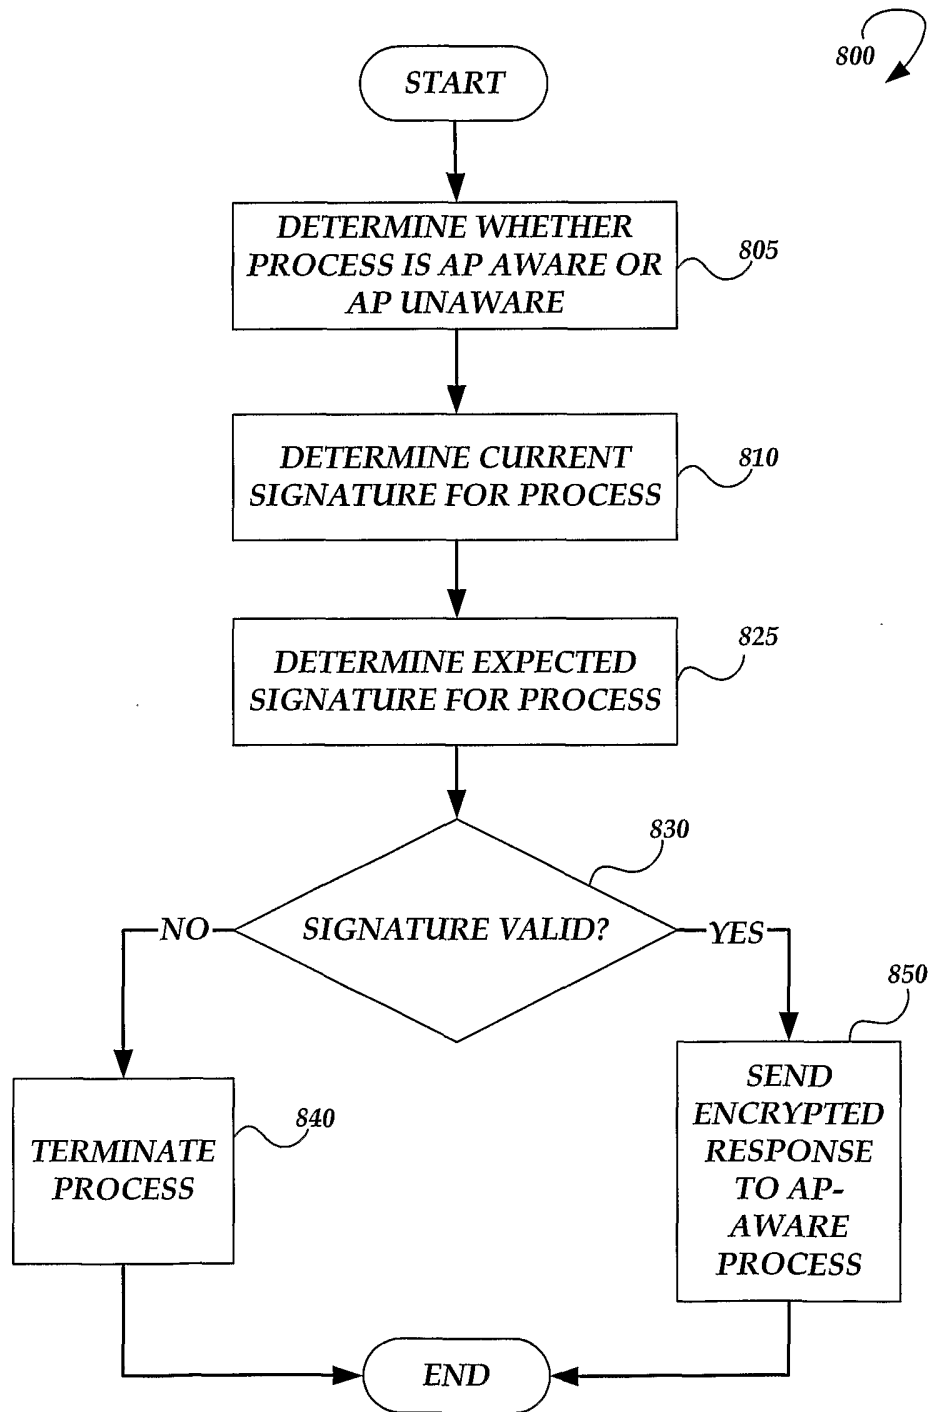 800
START
DETERMINE WHETHER
PROCESS IS AP AWARE OR
AP UNAWARE
805
DETERMINE CURRENT
SIGNATURE FOR PROCESS
810
DETERMINE EXPECTED
SIGNATURE FOR PROCESS
825
830
SIGNATURE VALID?
NO
YES
850
TERMINATE
PROCESS
840
SEND
ENCRYPTED
RESPONSE
TO AP-
AWARE
PROCESS
END